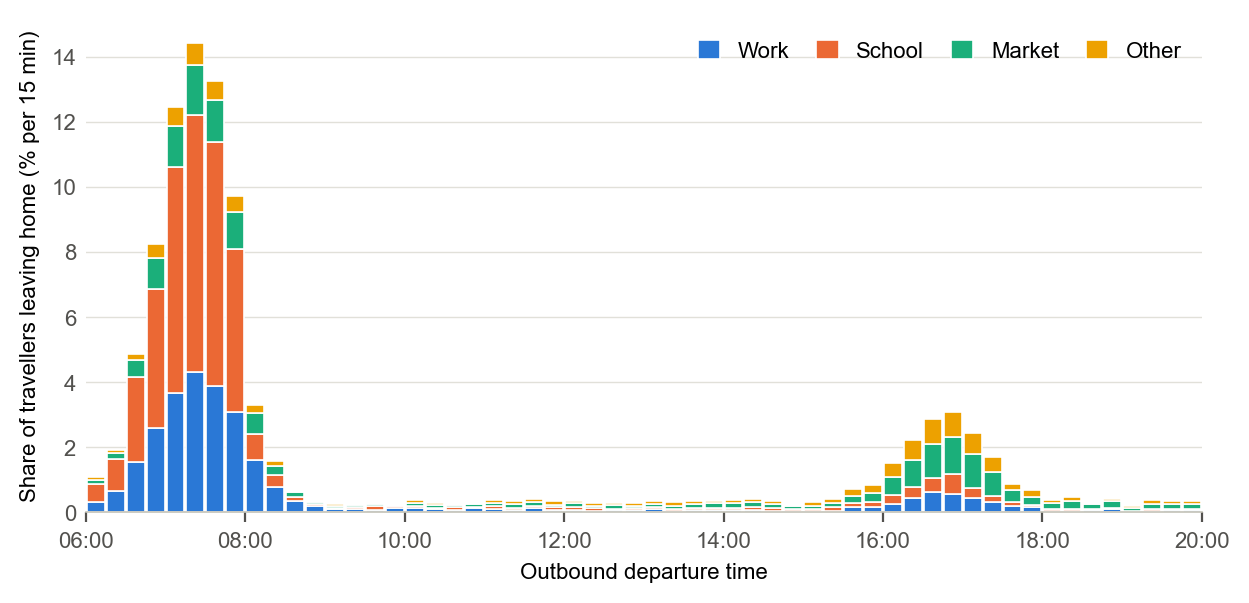 Share of travellers leaving home (% per 15 min)
Work School Market Other
14
12
10
8
6
4
2
0
06:00 08:00 10:00 12:00 14:00 16:00 18:00 20:00
Outbound departure time